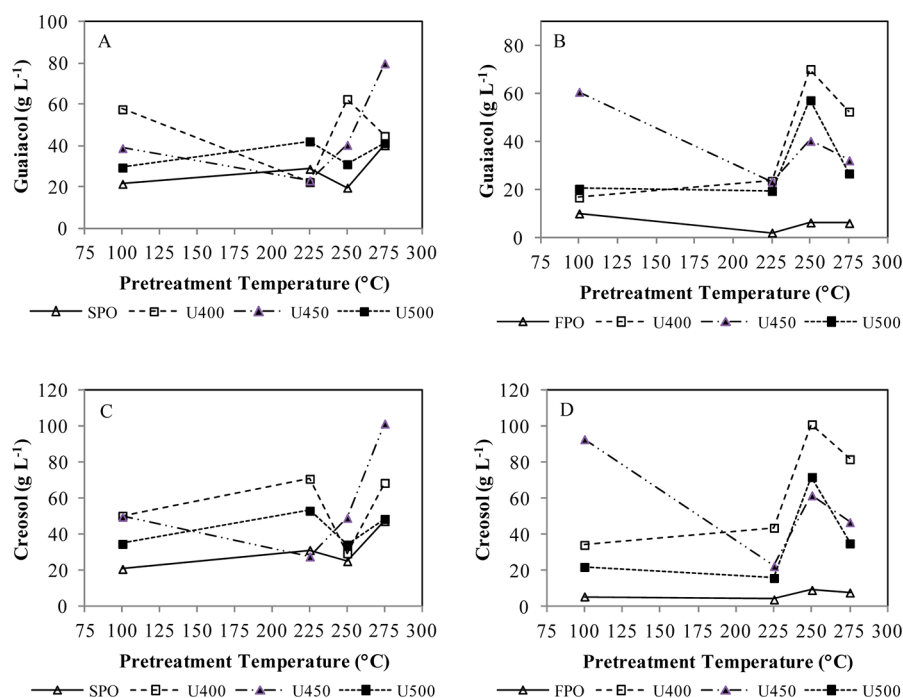 A
Guaiacol (g L-1)
100
80
60
40
20
0
75 100 125 150 175 200 225 250 275 300
Pretreatment Temperature (°C)
SPO U400 U450 U500
B
Guaiacol (g L-1)
80
60
40
20
0
75 100 125 150 175 200 225 250 275 300
Pretreatment Temperature (°C)
FPO U400 U450 U500
C
Creosol (g L-1)
120
100
80
60
40
20
0
75 100 125 150 175 200 225 250 275 300
Pretreatment Temperature (°C)
SPO U400 U450 U500
D
Creosol (g L-1)
120
100
80
60
40
20
0
75 100 125 150 175 200 225 250 275 300
Pretreatment Temperature (°C)
FPO U400 U450 U500